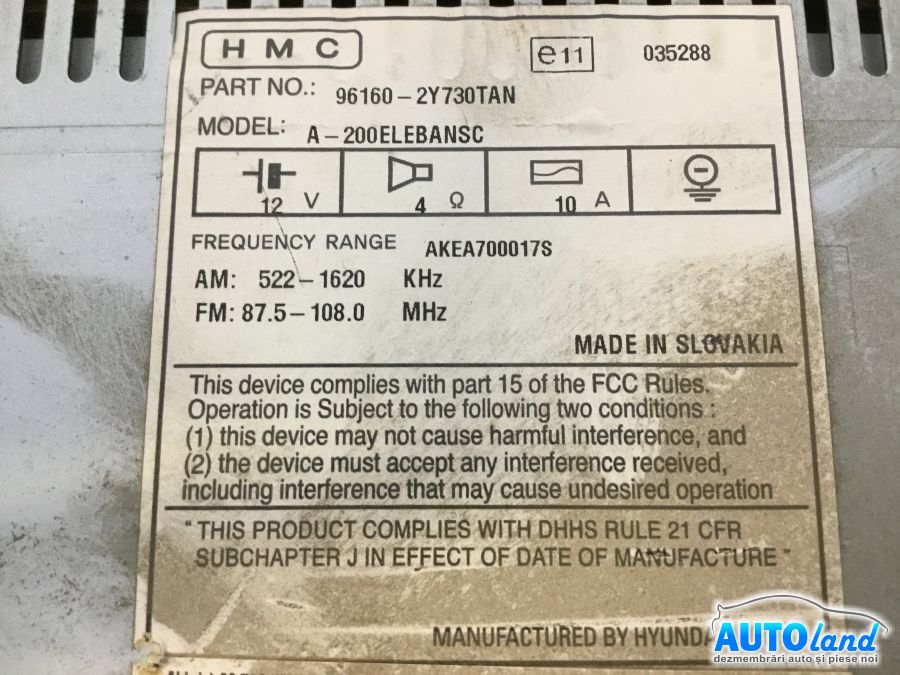 HMC e11 035288
PART NO.: 96160-2Y730TAN
MODEL: A-200ELEBANSC
12 V 4 Ω 10 A
FREQUENCY RANGE AKEA700017S
AM: 522-1620 KHz
FM: 87.5-108.0 MHz
MADE IN SLOVAKIA
This device complies with part 15 of the FCC Rules.
Operation is Subject to the following two conditions :
(1) this device may not cause harmful interference, and
(2) the device must accept any interference received,
including interference that may cause undesired operation
"THIS PRODUCT COMPLIES WITH DHHS RULE 21 CFR
SUBCHAPTER J IN EFFECT OF DATE OF MANUFACTURE"
MANUFACTURED BY HYUNDA
AUTOland
dezmembrări auto și piese noi